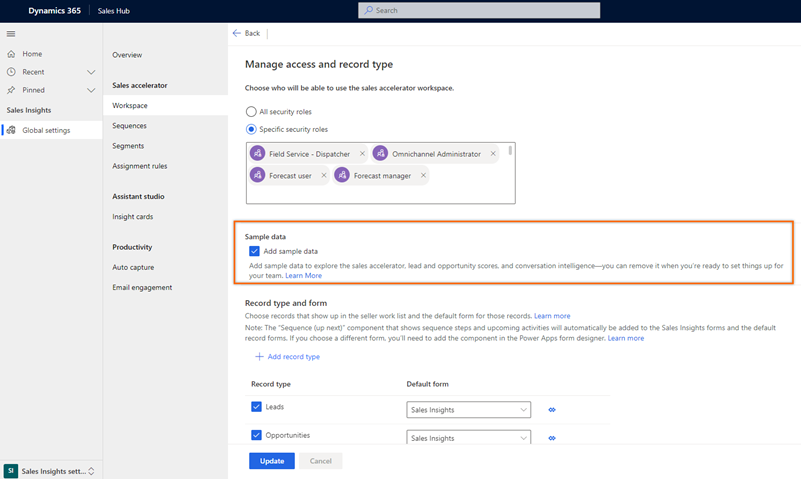 Dynamics 365 Sales Hub Search
Home
Recent
Pinned
Sales Insights
Global settings
SI Sales Insights sett...
Overview
Sales accelerator
Workspace
Sequences
Segments
Assignment rules
Assistant studio
Insight cards
Productivity
Auto capture
Email engagement
Back
Manage access and record type
Choose who will be able to use the sales accelerator workspace.
All security roles
Specific security roles
Field Service - Dispatcher Omnichannel Administrator
Forecast user Forecast manager
Sample data
Add sample data
Add sample data to explore the sales accelerator, lead and opportunity scores, and conversation intelligence—you can remove it when you're ready to set things up for
your team. Learn More
Record type and form
Choose records that show up in the seller work list and the default form for those records. Learn more
Note: The "Sequence (up next)" component that shows sequence steps and upcoming activities will automatically be added to the Sales Insights forms and the default
record forms. If you choose a different form, you'll need to add the component in the Power Apps form designer. Learn more
Add record type
Record type Default form
Leads Sales Insights
Opportunities Sales Insights
Update Cancel